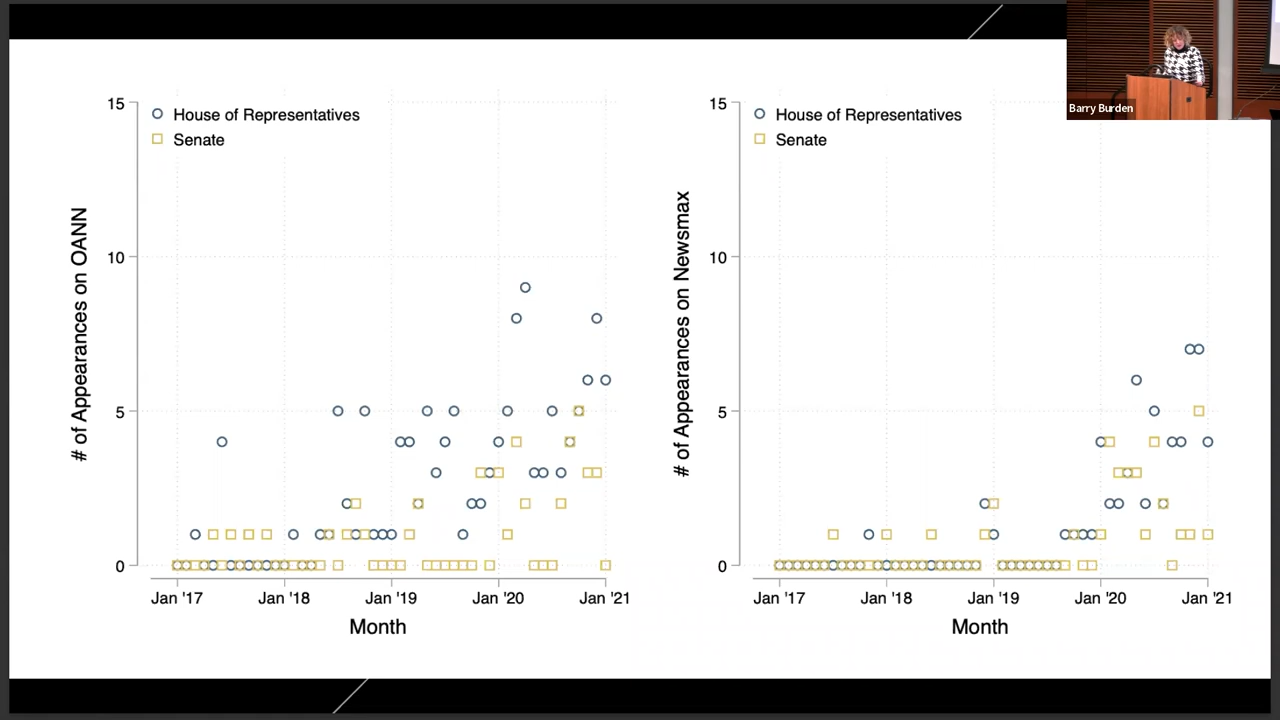 15
House of Representatives
Senate
10
5
0
# of Appearances on OANN
Jan '17
Jan '18
Jan '19
Jan '20
Jan '21
Month
15
House of Representatives
Senate
10
5
0
# of Appearances on Newsmax
Jan '17
Jan '18
Jan '19
Jan '20
Jan '21
Month
Barry Burden